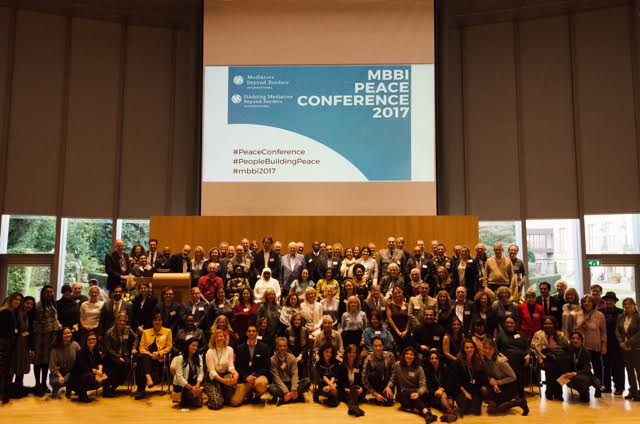 Mediators
Beyond Borders
INTERNATIONAL
Stichting Mediators
Beyond Borders
INTERNATIONAL
MBBI
PEACE
CONFERENCE
2017
#PeaceConference
#PeopleBuildingPeace
#mbbi2017